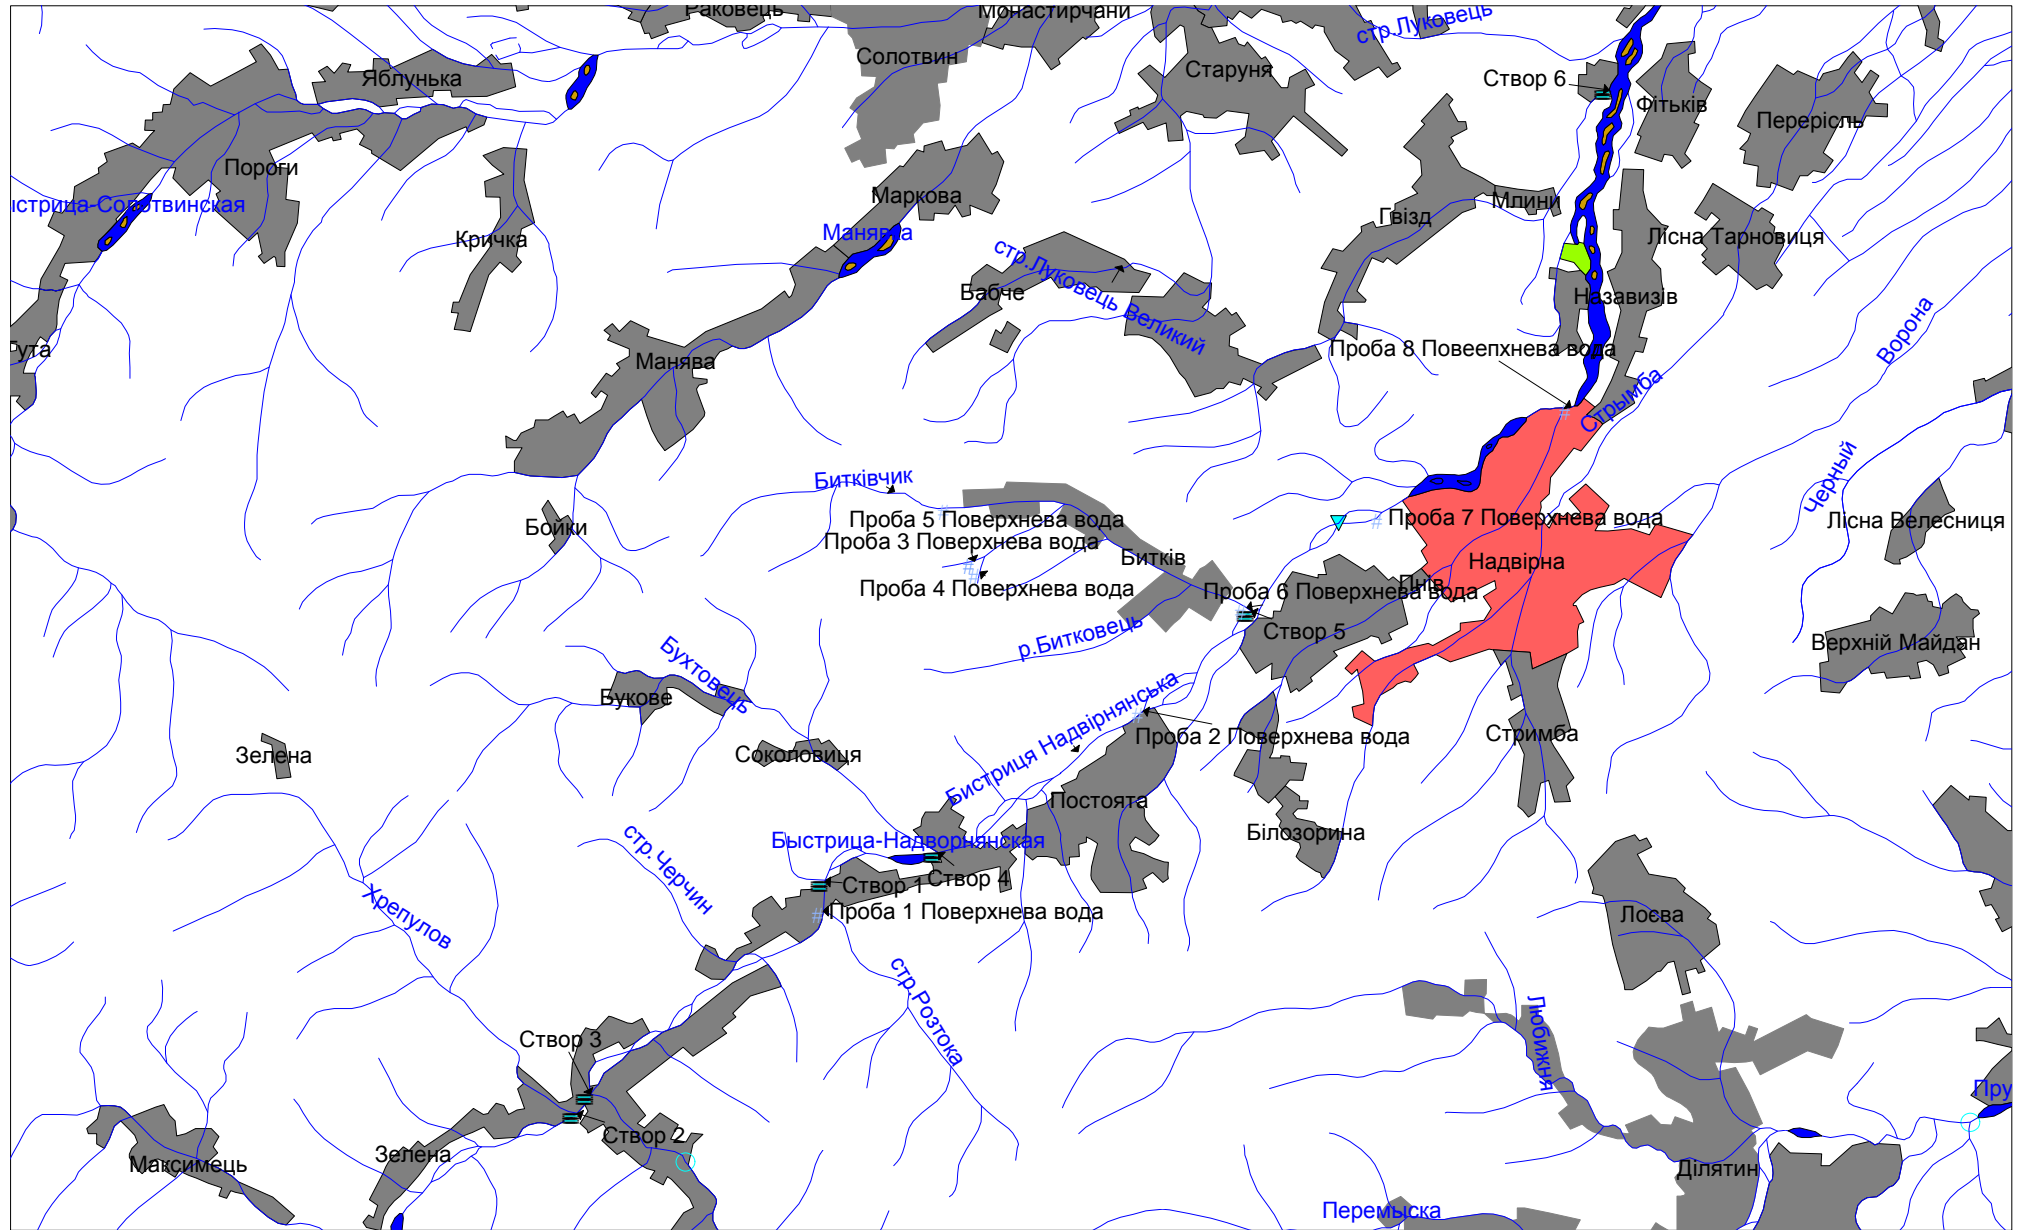 Раковець
Монастирчани
стр.Луковець
Солотвин
Старуня
Яблунька
Створ 6
Фітьків
Перерісль
Пороги
Маркова
Млини
Гвізд
Манявка
Кричка
Лісна Тарновиця
стр.Луковець Великий
Бабче
Назавизів
Ворона
Проба 8 Повеепхнева вода
Манява
Стрымба
Битківчик
Черный
Проба 5 Поверхнева вода
Проба 7 Поверхнева вода
Лісна Велесниця
Бойки
Проба 3 Поверхнева вода
Битків
Надвірна
Пнів
Проба 4 Поверхнева вода
Проба 6 Поверхнева вода
Створ 5
р.Битковець
Верхній Майдан
Бухтовець
Букове
Бистриця Надвірнянська
Проба 2 Поверхнева вода
Стримба
Зелена
Соколовиця
Постоята
Білозорина
Быстрица-Надворнянская
стр.Черчин
Створ 1
Створ 4
Проба 1 Поверхнева вода
Хрепулов
Лоєва
стр.Розтока
Любижня
Створ 3
Пру
Створ 2
Зелена
Максимець
Ділятин
Перемыска